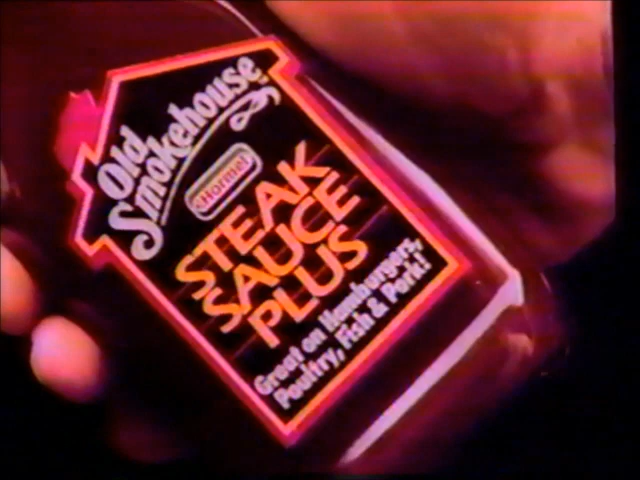 Old
Smokehouse
Hormel
STEAK
SAUCE
PLUS
Great on Hamburgers,
Poultry, Fish & Pork!